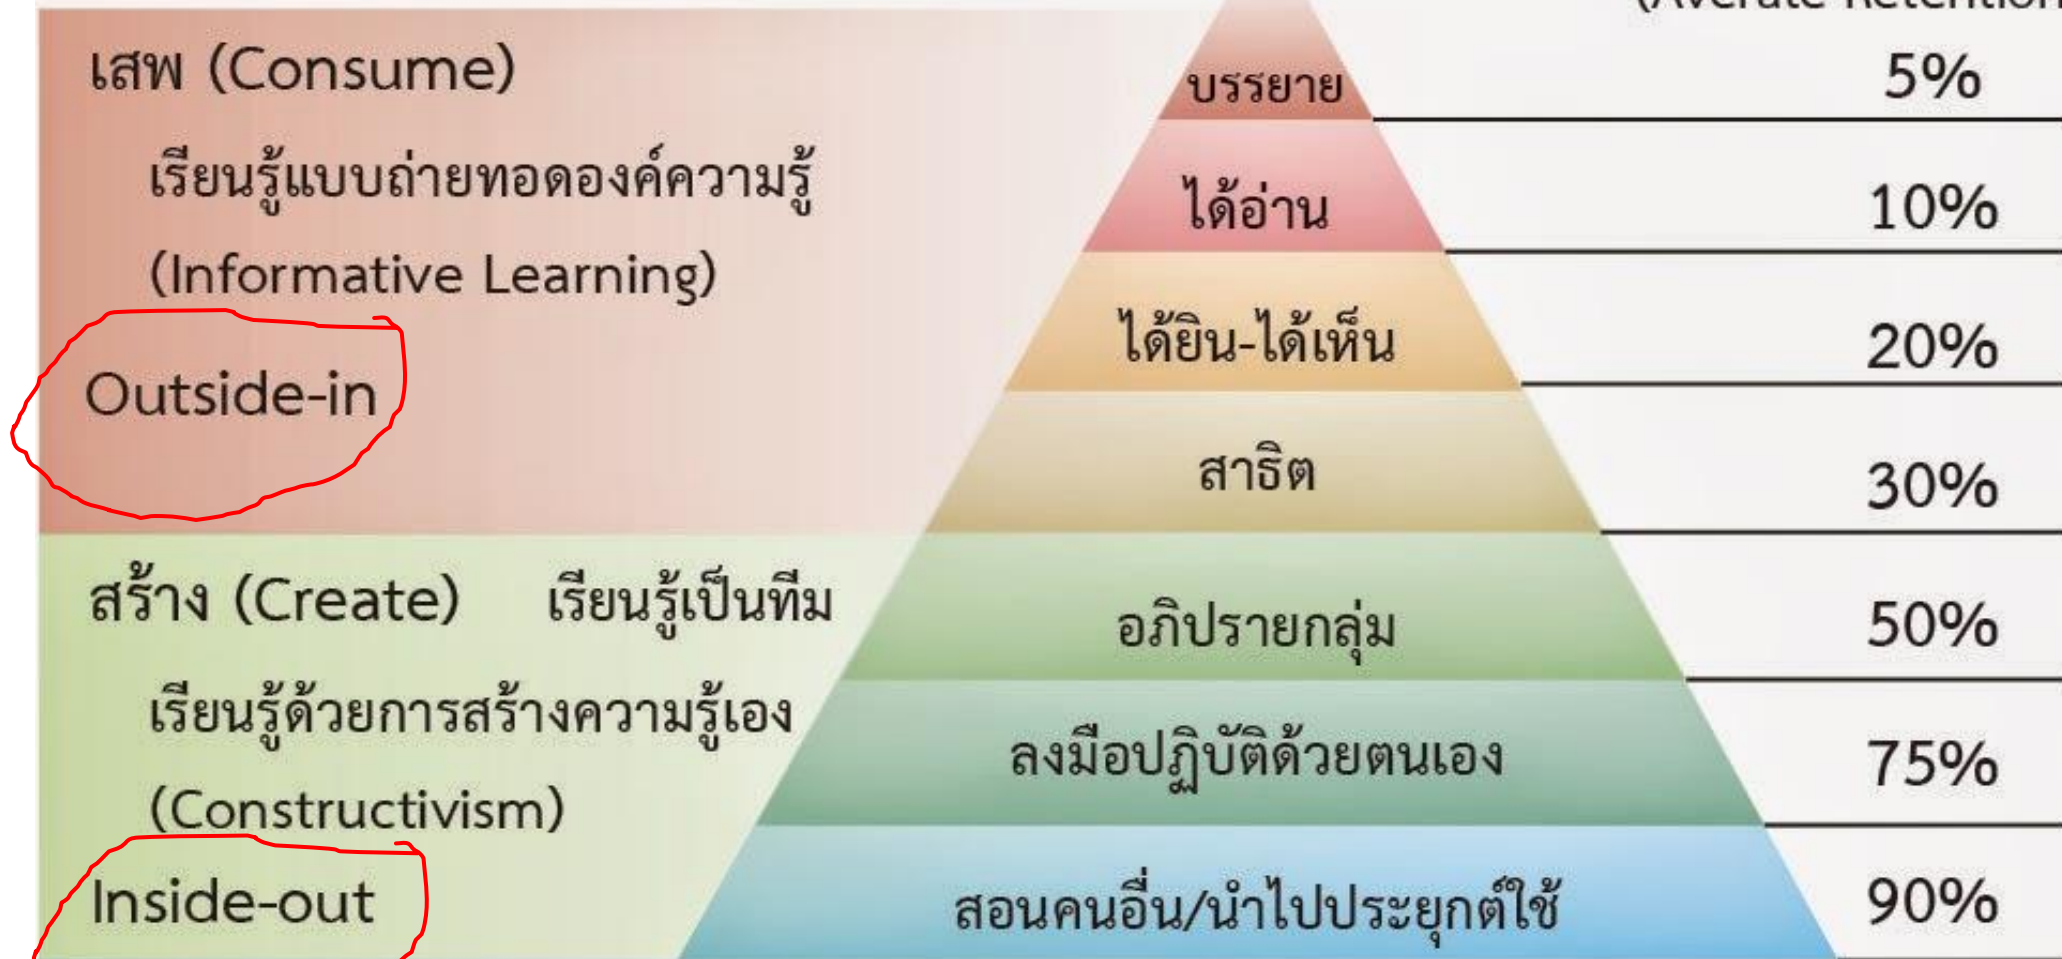 เสพ (Consume)
เรียนรู้แบบถ่ายทอดองค์ความรู้
(Informative Learning)
Outside-in
สร้าง (Create) เรียนรู้เป็นทีม
เรียนรู้ด้วยการสร้างความรู้เอง
(Constructivism)
Inside-out
บรรยาย
ได้อ่าน
ได้ยิน-ได้เห็น
สาธิต
อภิปรายกลุ่ม
ลงมือปฏิบัติด้วยตนเอง
สอนคนอื่น/นำไปประยุกต์ใช้
(Averate Retention
5%
10%
20%
30%
50%
75%
90%